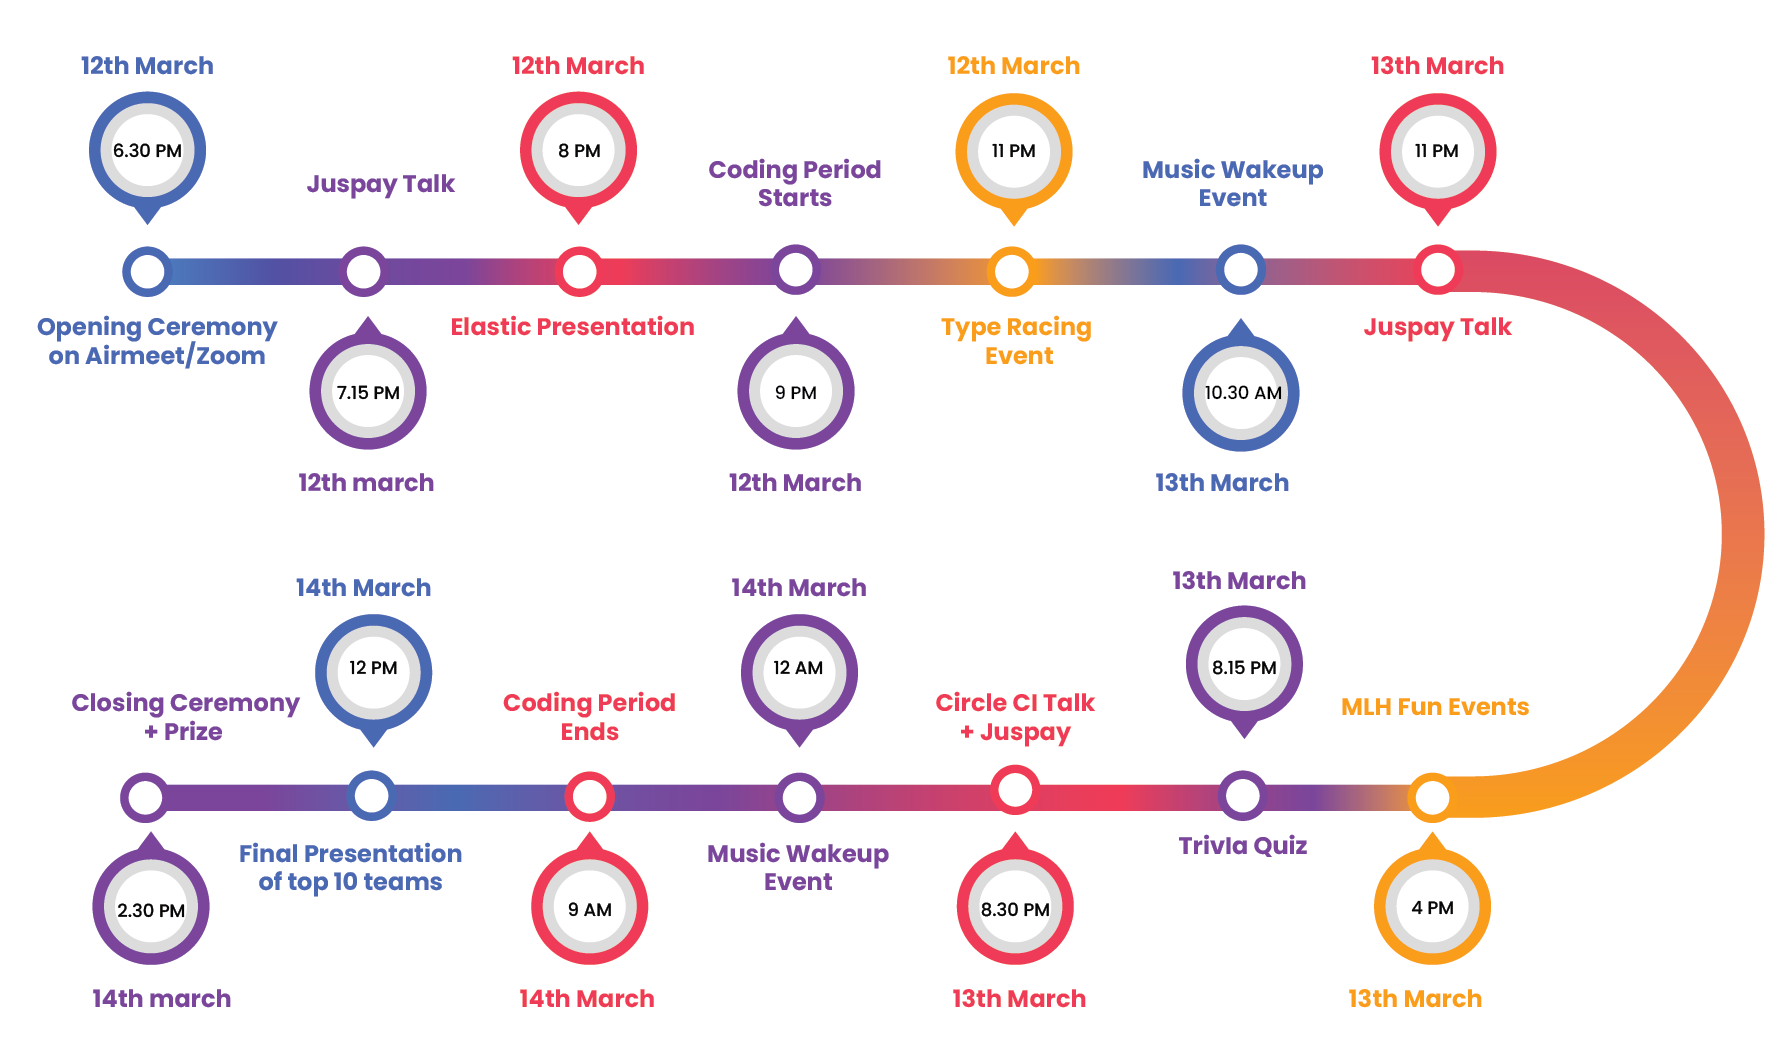 12th March
6.30 PM
Opening Ceremony
on Airmeet/Zoom
Juspay Talk
7.15 PM
12th march
12th March
8 PM
Elastic Presentation
Coding Period
Starts
9 PM
12th March
12th March
11 PM
Type Racing
Event
Music Wakeup
Event
10.30 AM
13th March
13th March
11 PM
Juspay Talk
MLH Fun Events
4 PM
13th March
13th March
8.15 PM
TrivIa Quiz
Circle CI Talk
+ Juspay
8.30 PM
13th March
14th March
12 AM
Music Wakeup
Event
Coding Period
Ends
9 AM
14th March
14th March
12 PM
Final Presentation
of top 10 teams
Closing Ceremony
+ Prize
2.30 PM
14th march